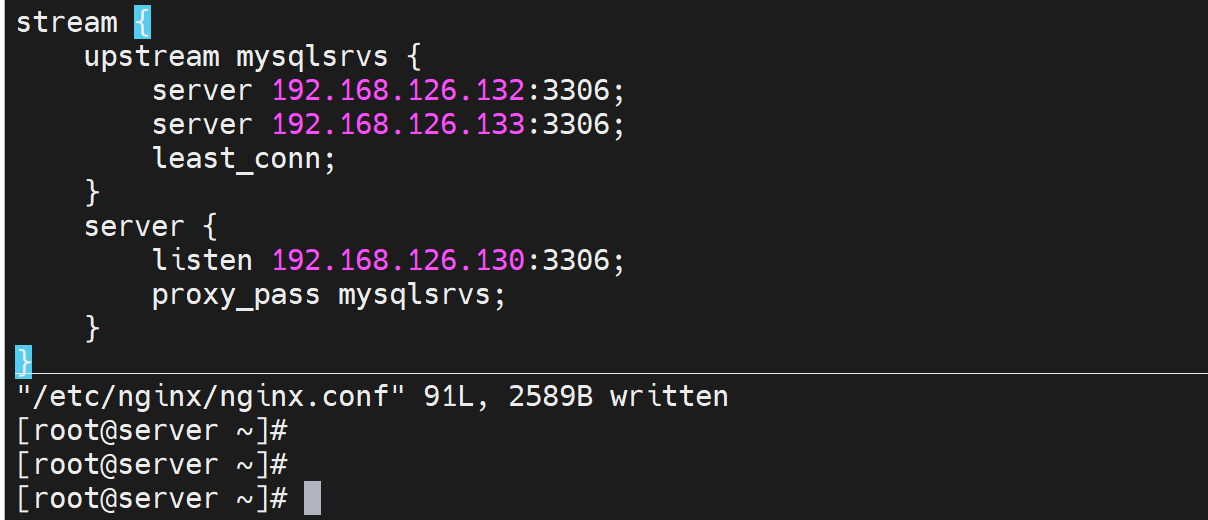 stream {
    upstream mysqlsrvs {
        server 192.168.126.132:3306;
        server 192.168.126.133:3306;
        least_conn;
    }
    server {
        listen 192.168.126.130:3306;
        proxy_pass mysqlsrvs;
    }
}
"/etc/nginx/nginx.conf" 91L, 2589B written
[root@server ~]#
[root@server ~]#
[root@server ~]#